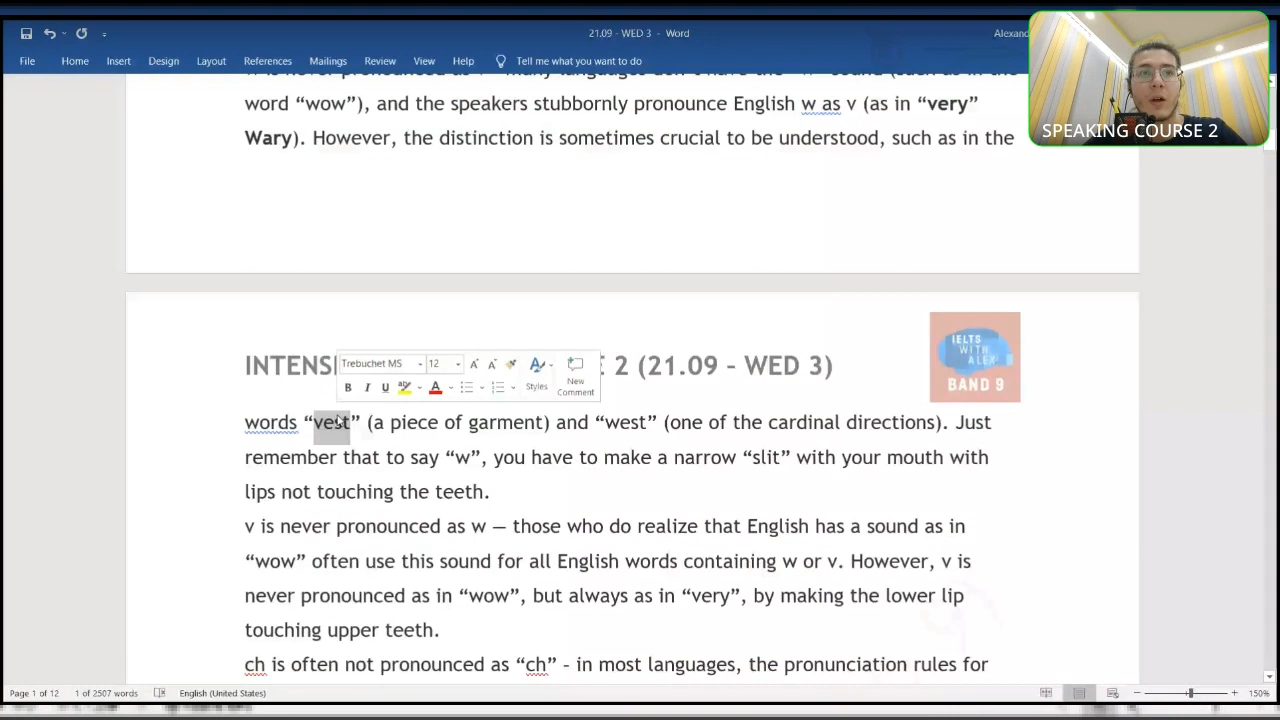 21.09 - WED 3 - Word
File Home Insert Design Layout References Mailings Review View Help Tell me what you want to do
SPEAKING COURSE 2
word “wow”), and the speakers stubbornly pronounce English w as v (as in “very”
Wary). However, the distinction is sometimes crucial to be understood, such as in the
2 (21.09 – WED 3)
IELTS
WITH
ALEX
BAND 9
Trebuchet MS 12
B I U Styles New Comment
words “vest” (a piece of garment) and “west” (one of the cardinal directions). Just
remember that to say “w”, you have to make a narrow “slit” with your mouth with
lips not touching the teeth.
v is never pronounced as w — those who do realize that English has a sound as in
“wow” often use this sound for all English words containing w or v. However, v is
never pronounced as in “wow”, but always as in “very”, by making the lower lip
touching upper teeth.
ch is often not pronounced as “ch” – in most languages, the pronunciation rules for
Page 1 of 12 1 of 2507 words English (United States) 150%